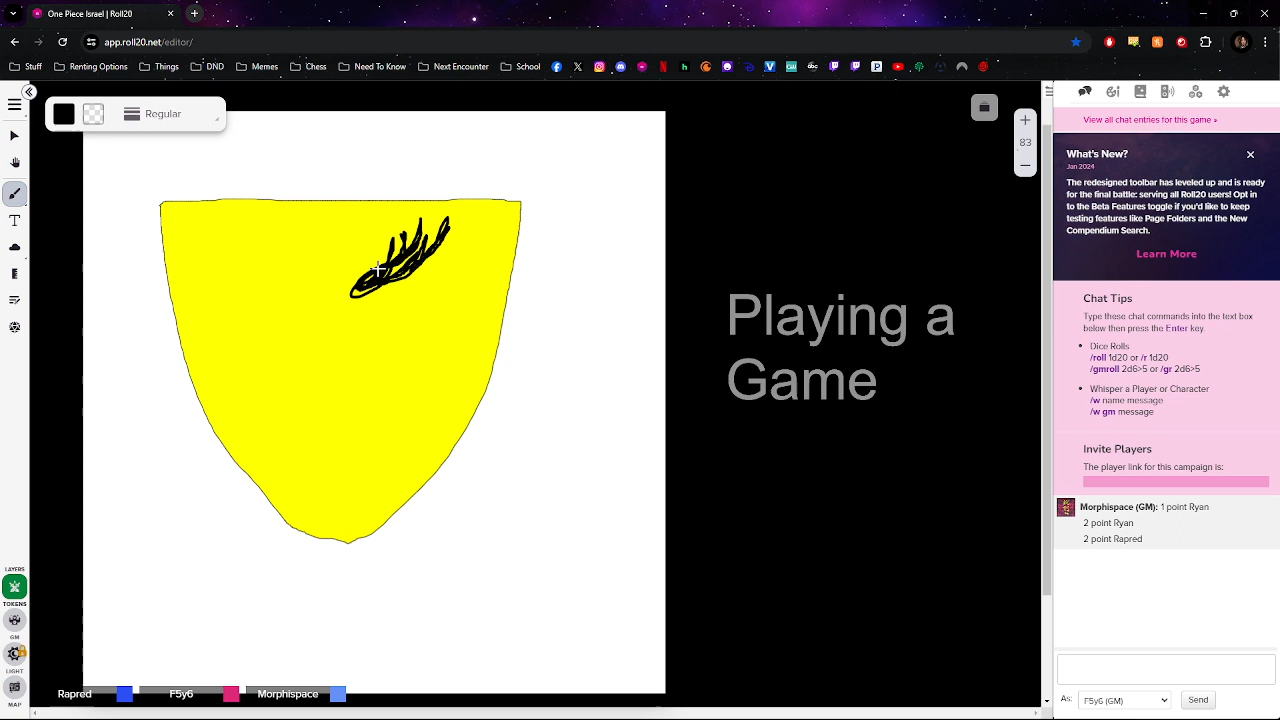 One Piece Israel | Roll20
app.roll20.net/editor/
Stuff
Renting Options
Things
DND
Memes
Chess
Need To Know
Next Encounter
School
Regular
83
View all chat entries for this game »
What's New?
Jan 2024
The redesigned toolbar has leveled up and is ready
for the final battle: serving all Roll20 users! Opt in
to the Beta Features toggle if you'd like to keep
testing features like Page Folders and the New
Compendium Search.
Learn More
Chat Tips
Type these chat commands into the text box
below then press the Enter key.
Dice Rolls
/roll 1d20 or /r 1d20
/gmroll 2d6>5 or /gr 2d6>5
Whisper a Player or Character
/w name message
/w gm message
Invite Players
The player link for this campaign is:
Morphispace (GM): 1 point Ryan
2 point Ryan
2 point Rapred
Playing a
Game
LAYERS
TOKENS
GM
LIGHT
MAP
Rapred
F5y6
Morphispace
As:
F5y6 (GM)
Send